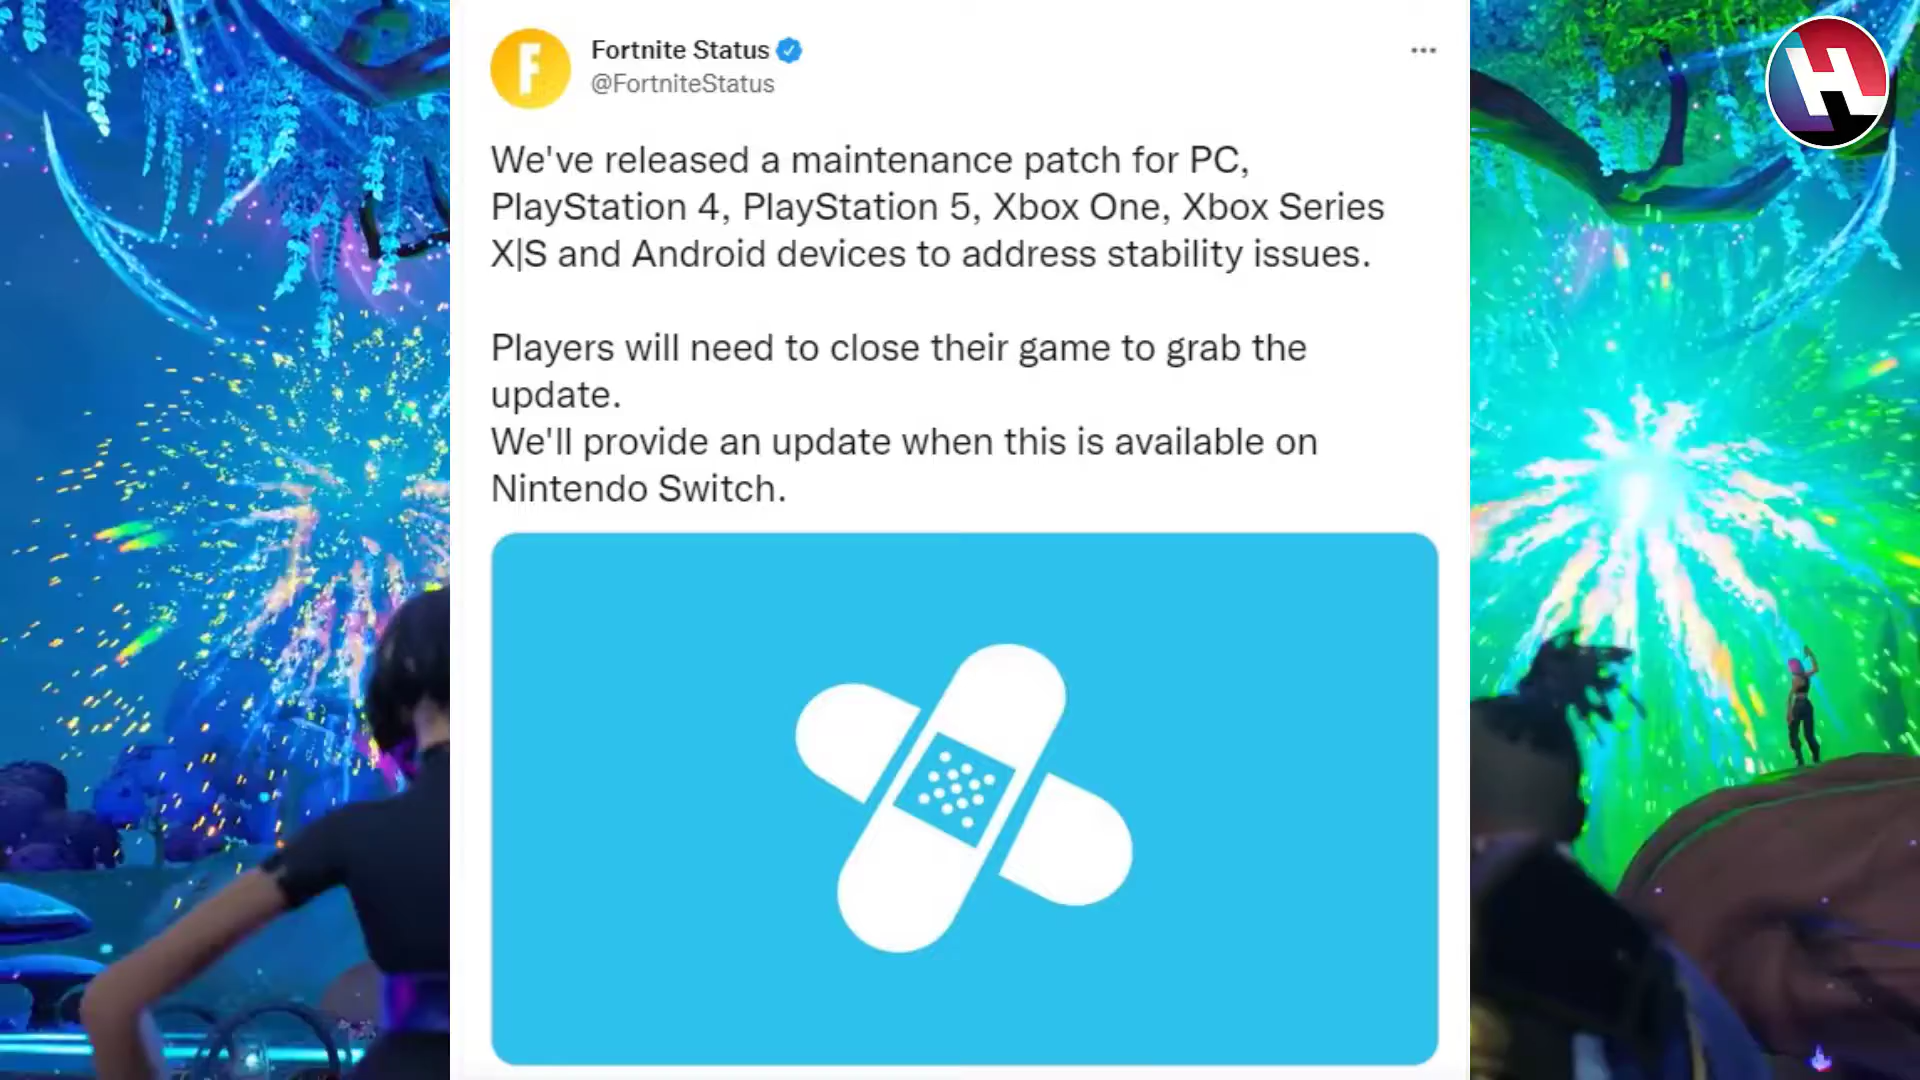 Fortnite Status
@FortniteStatus
We've released a maintenance patch for PC,
PlayStation 4, PlayStation 5, Xbox One, Xbox Series
X|S and Android devices to address stability issues.
Players will need to close their game to grab the
update.
We'll provide an update when this is available on
Nintendo Switch.